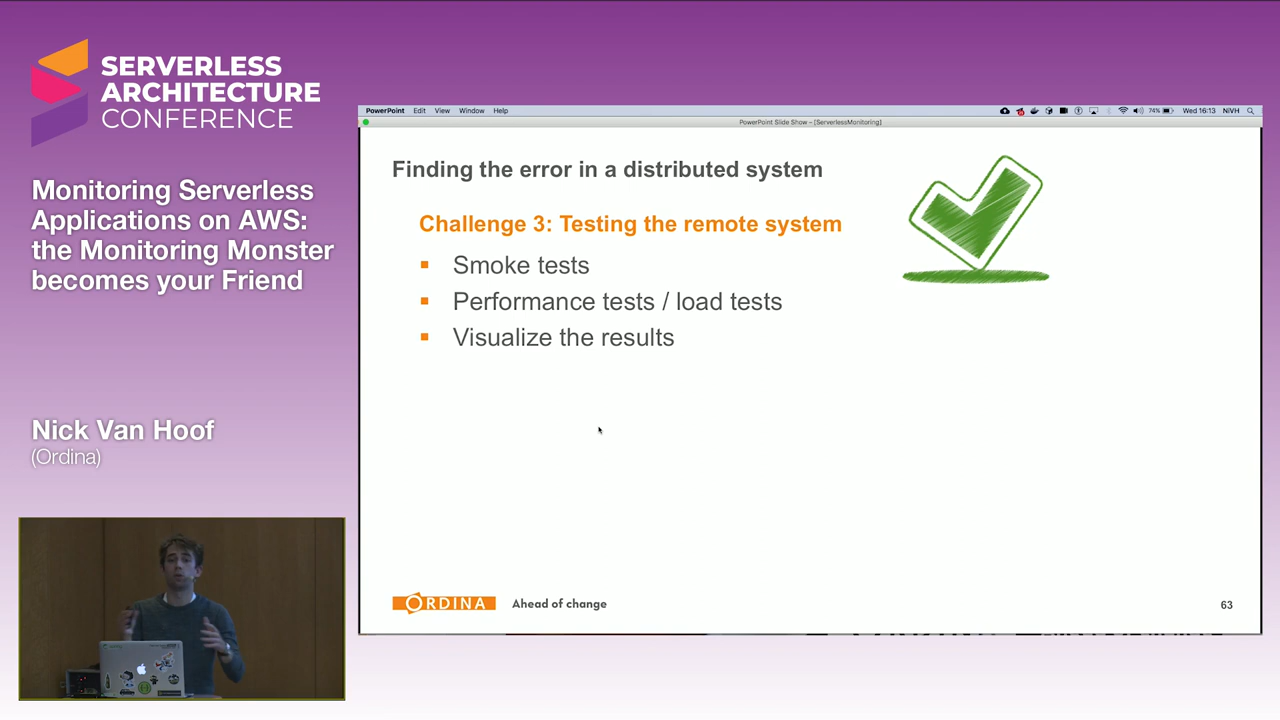 SERVERLESS
ARCHITECTURE
CONFERENCE
Monitoring Serverless
Applications on AWS:
the Monitoring Monster
becomes your Friend
Nick Van Hoof
(Ordina)
PowerPoint Edit View Window Help
74% Wed 16:13 NiVH
PowerPoint Slide Show - [ServerlessMonitoring]
Finding the error in a distributed system
Challenge 3: Testing the remote system
▪ Smoke tests
▪ Performance tests / load tests
▪ Visualize the results
ORDINA Ahead of change
63